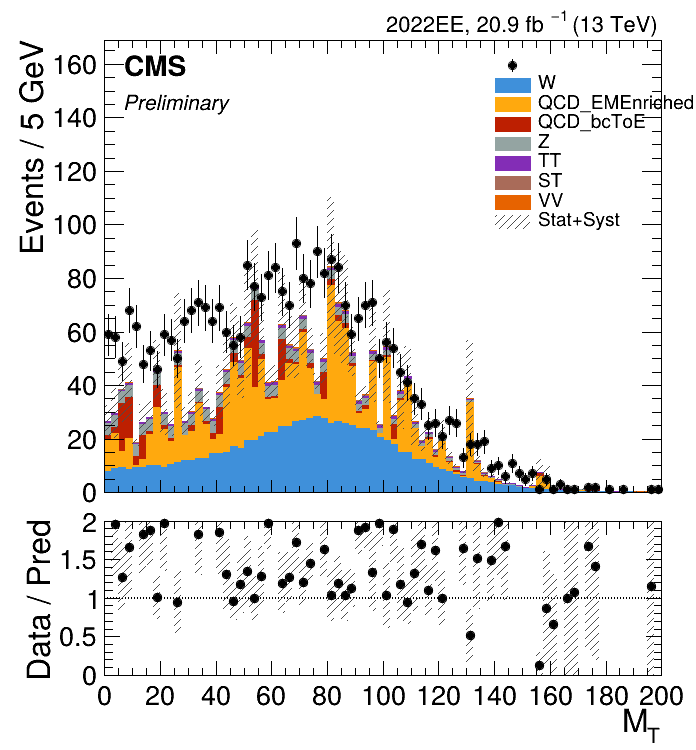 2022EE, 20.9 fb⁻¹ (13 TeV)
CMS
Preliminary
Events / 5 GeV
160
140
120
100
80
60
40
20
0
W
QCD_EMEnriched
QCD_bcToE
Z
TT
ST
VV
Stat+Syst
Data / Pred
2
1.5
1
0.5
0
0 20 40 60 80 100 120 140 160 180 200
M_T